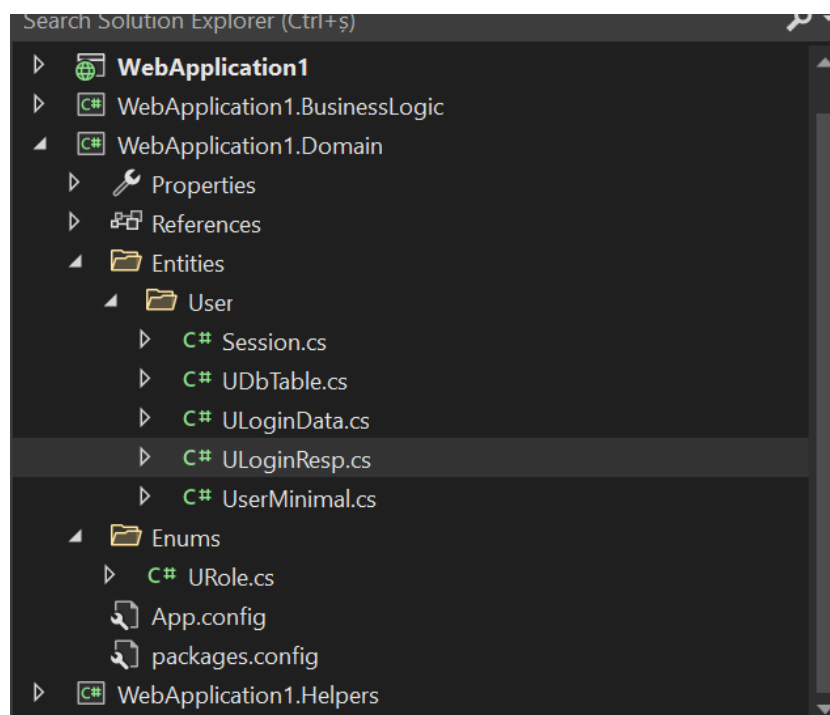 Search Solution Explorer (Ctrl+ș)
WebApplication1
C# WebApplication1.BusinessLogic
C# WebApplication1.Domain
Properties
References
Entities
User
C# Session.cs
C# UDbTable.cs
C# ULoginData.cs
C# ULoginResp.cs
C# UserMinimal.cs
Enums
C# URole.cs
App.config
packages.config
C# WebApplication1.Helpers